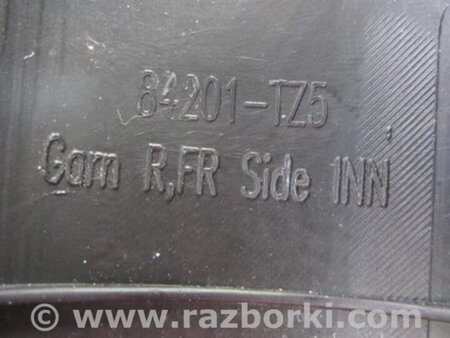 84201-TZ5
Garn R,FR Side INN
© www.razborki.com